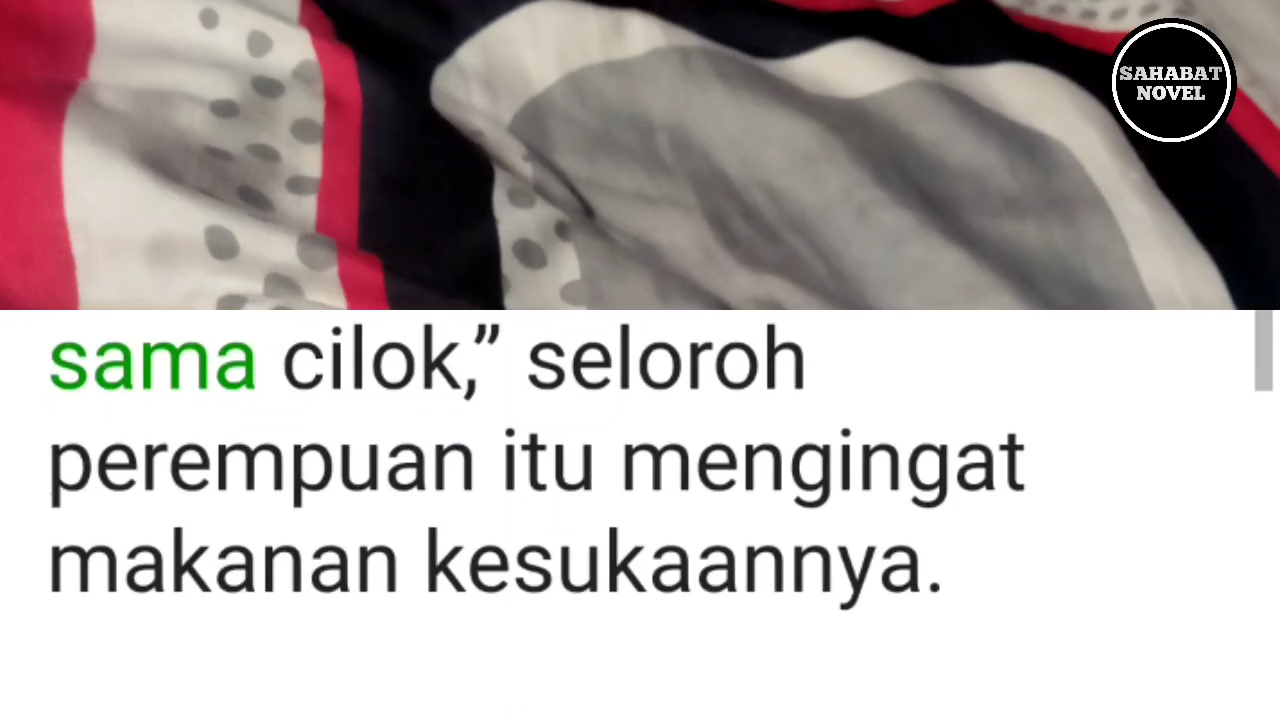 SAHABAT
NOVEL
sama cilok,” seloroh
perempuan itu mengingat
makanan kesukaannya.